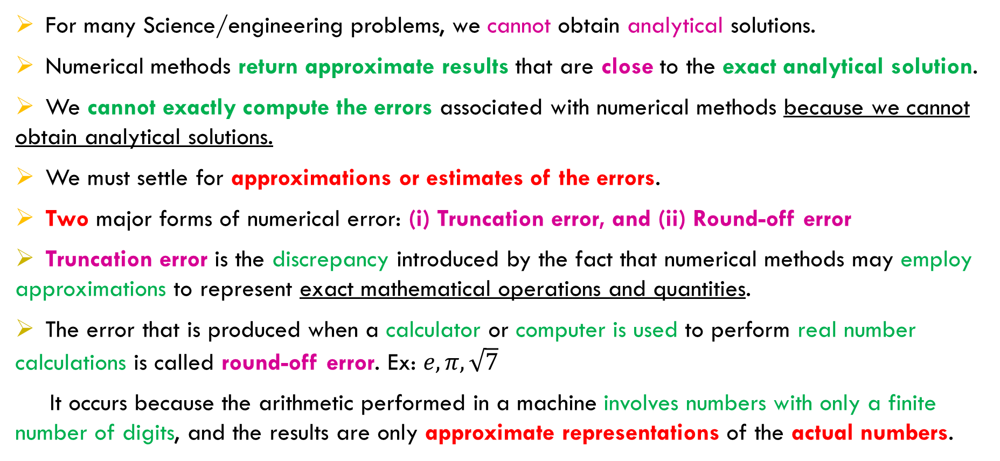 ➢ For many Science/engineering problems, we cannot obtain analytical solutions.
➢ Numerical methods return approximate results that are close to the exact analytical solution.
➢ We cannot exactly compute the errors associated with numerical methods because we cannot
obtain analytical solutions.
➢ We must settle for approximations or estimates of the errors.
➢ Two major forms of numerical error: (i) Truncation error, and (ii) Round-off error
➢ Truncation error is the discrepancy introduced by the fact that numerical methods may employ
approximations to represent exact mathematical operations and quantities.
➢ The error that is produced when a calculator or computer is used to perform real number
calculations is called round-off error. Ex: e, π, √7
It occurs because the arithmetic performed in a machine involves numbers with only a finite
number of digits, and the results are only approximate representations of the actual numbers.